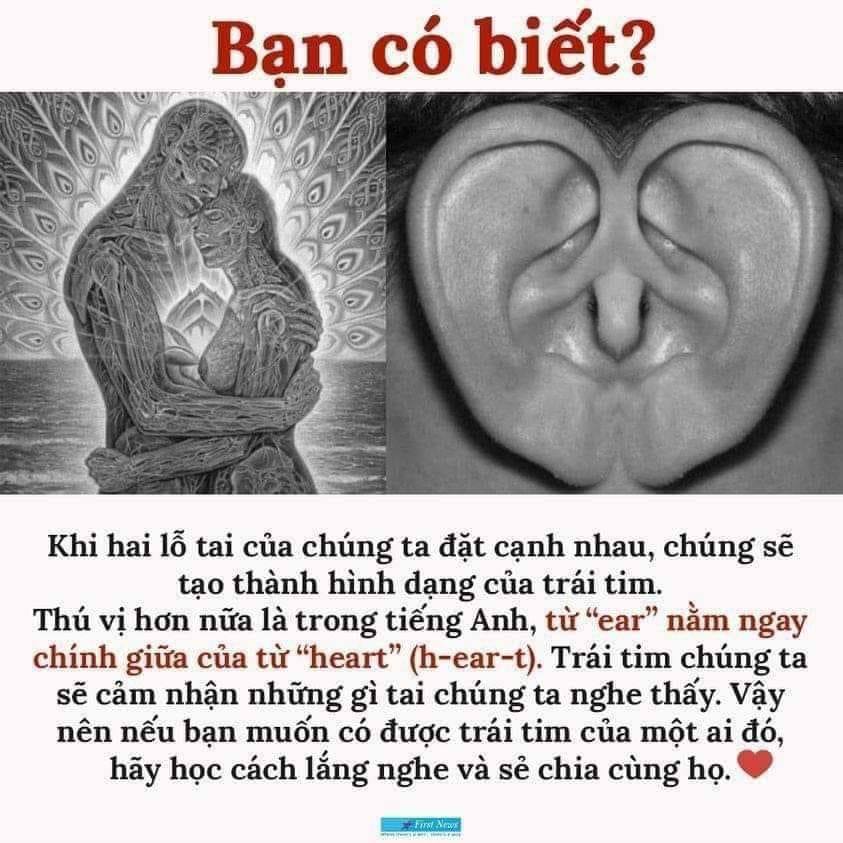 Bạn có biết?
Khi hai lỗ tai của chúng ta đặt cạnh nhau, chúng sẽ
tạo thành hình dạng của trái tim.
Thú vị hơn nữa là trong tiếng Anh, từ “ear” nằm ngay
chính giữa của từ “heart” (h-ear-t). Trái tim chúng ta
sẽ cảm nhận những gì tai chúng ta nghe thấy. Vậy
nên nếu bạn muốn có được trái tim của một ai đó,
hãy học cách lắng nghe và sẻ chia cùng họ.
First News